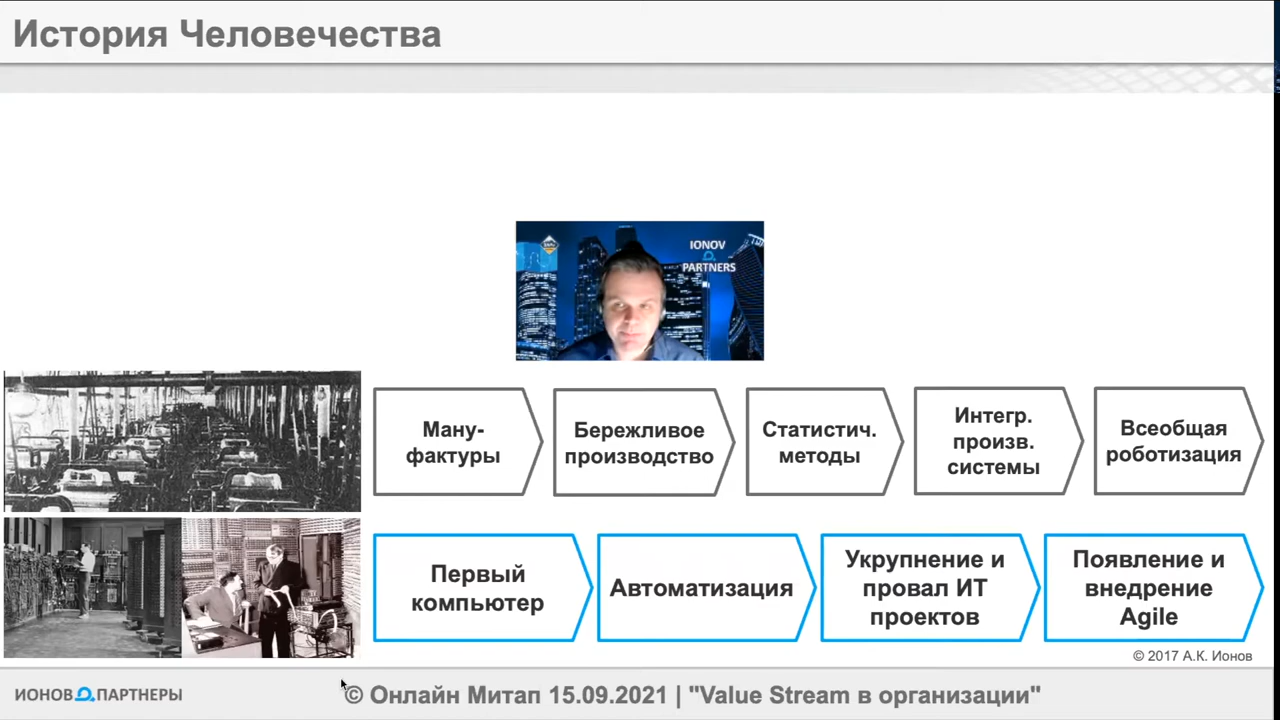 История Человечества
IONOV
PARTNERS
Ману-
фактуры
Бережливое
производство
Статистич.
методы
Интегр.
произв.
системы
Всеобщая
роботизация
Первый
компьютер
Автоматизация
Укрупнение и
провал ИТ
проектов
Появление и
внедрение
Agile
© 2017 А.К. Ионов
ИОНОВ ПАРТНЕРЫ
© Онлайн Митап 15.09.2021 | "Value Stream в организации"